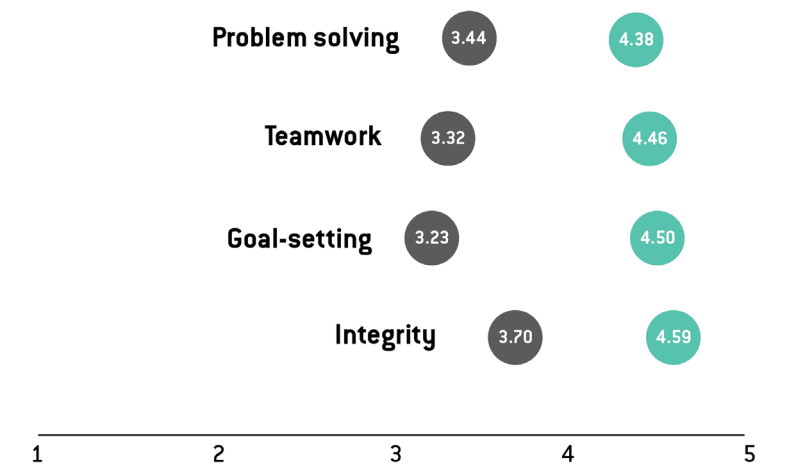 Problem solving 3.44 4.38
Teamwork 3.32 4.46
Goal-setting 3.23 4.50
Integrity 3.70 4.59
1 2 3 4 5